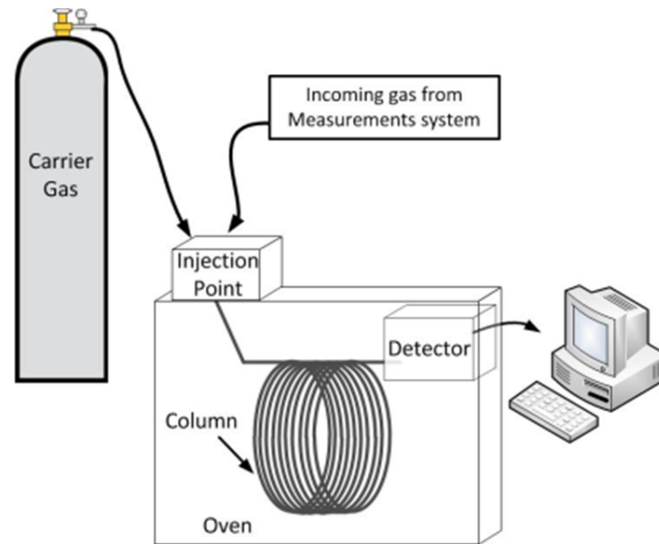 Carrier
Gas
Incoming gas from
Measurements system
Injection
Point
Detector
Column
Oven